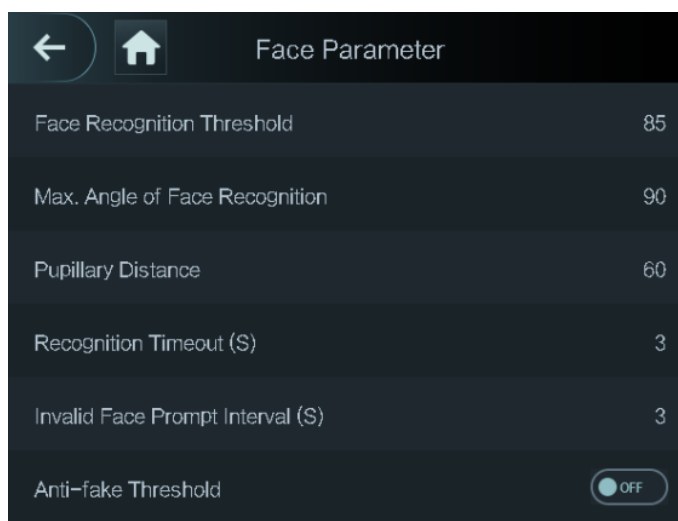 Face Parameter
Face Recognition Threshold 85
Max. Angle of Face Recognition 90
Pupillary Distance 60
Recognition Timeout (S) 3
Invalid Face Prompt Interval (S) 3
Anti-fake Threshold OFF